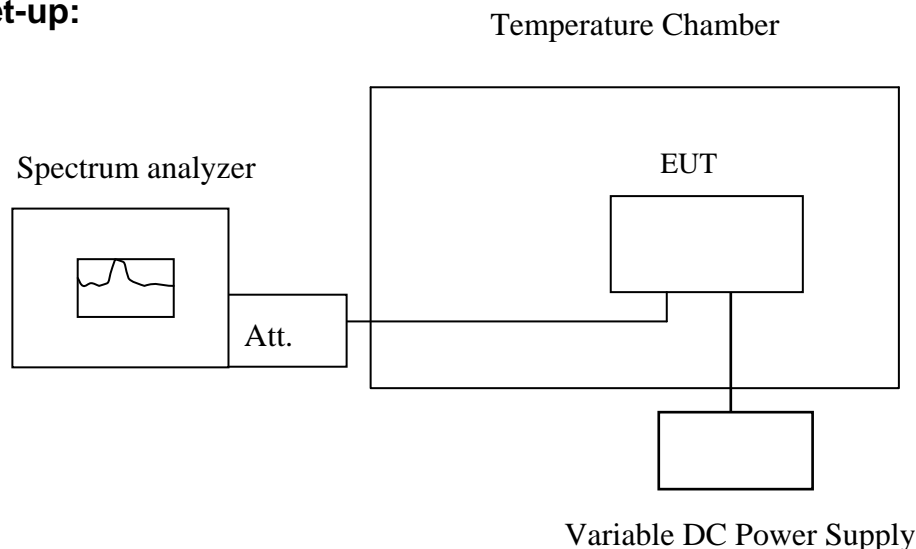 et-up:
Temperature Chamber
Spectrum analyzer
EUT
Att.
Variable DC Power Supply